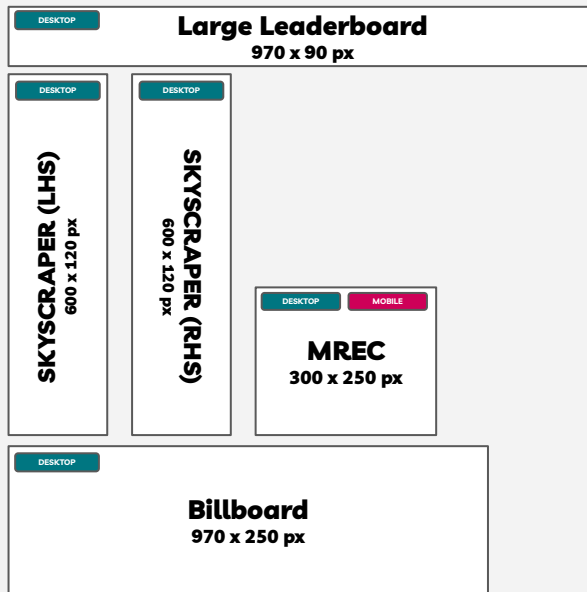 DESKTOP
Large Leaderboard
970 x 90 px
DESKTOP
SKYSCRAPER (LHS)
600 x 120 px
DESKTOP
SKYSCRAPER (RHS)
600 x 120 px
DESKTOP MOBILE
MREC
300 x 250 px
DESKTOP
Billboard
970 x 250 px